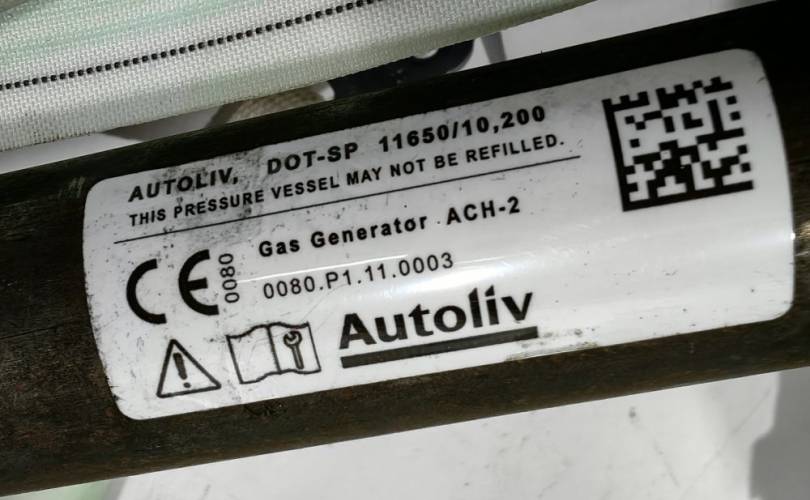 AUTOLIV, DOT-SP 11650/10,200
THIS PRESSURE VESSEL MAY NOT BE REFILLED.
CE 0080
Gas Generator ACH-2
0080.P1.11.0003
Autoliv